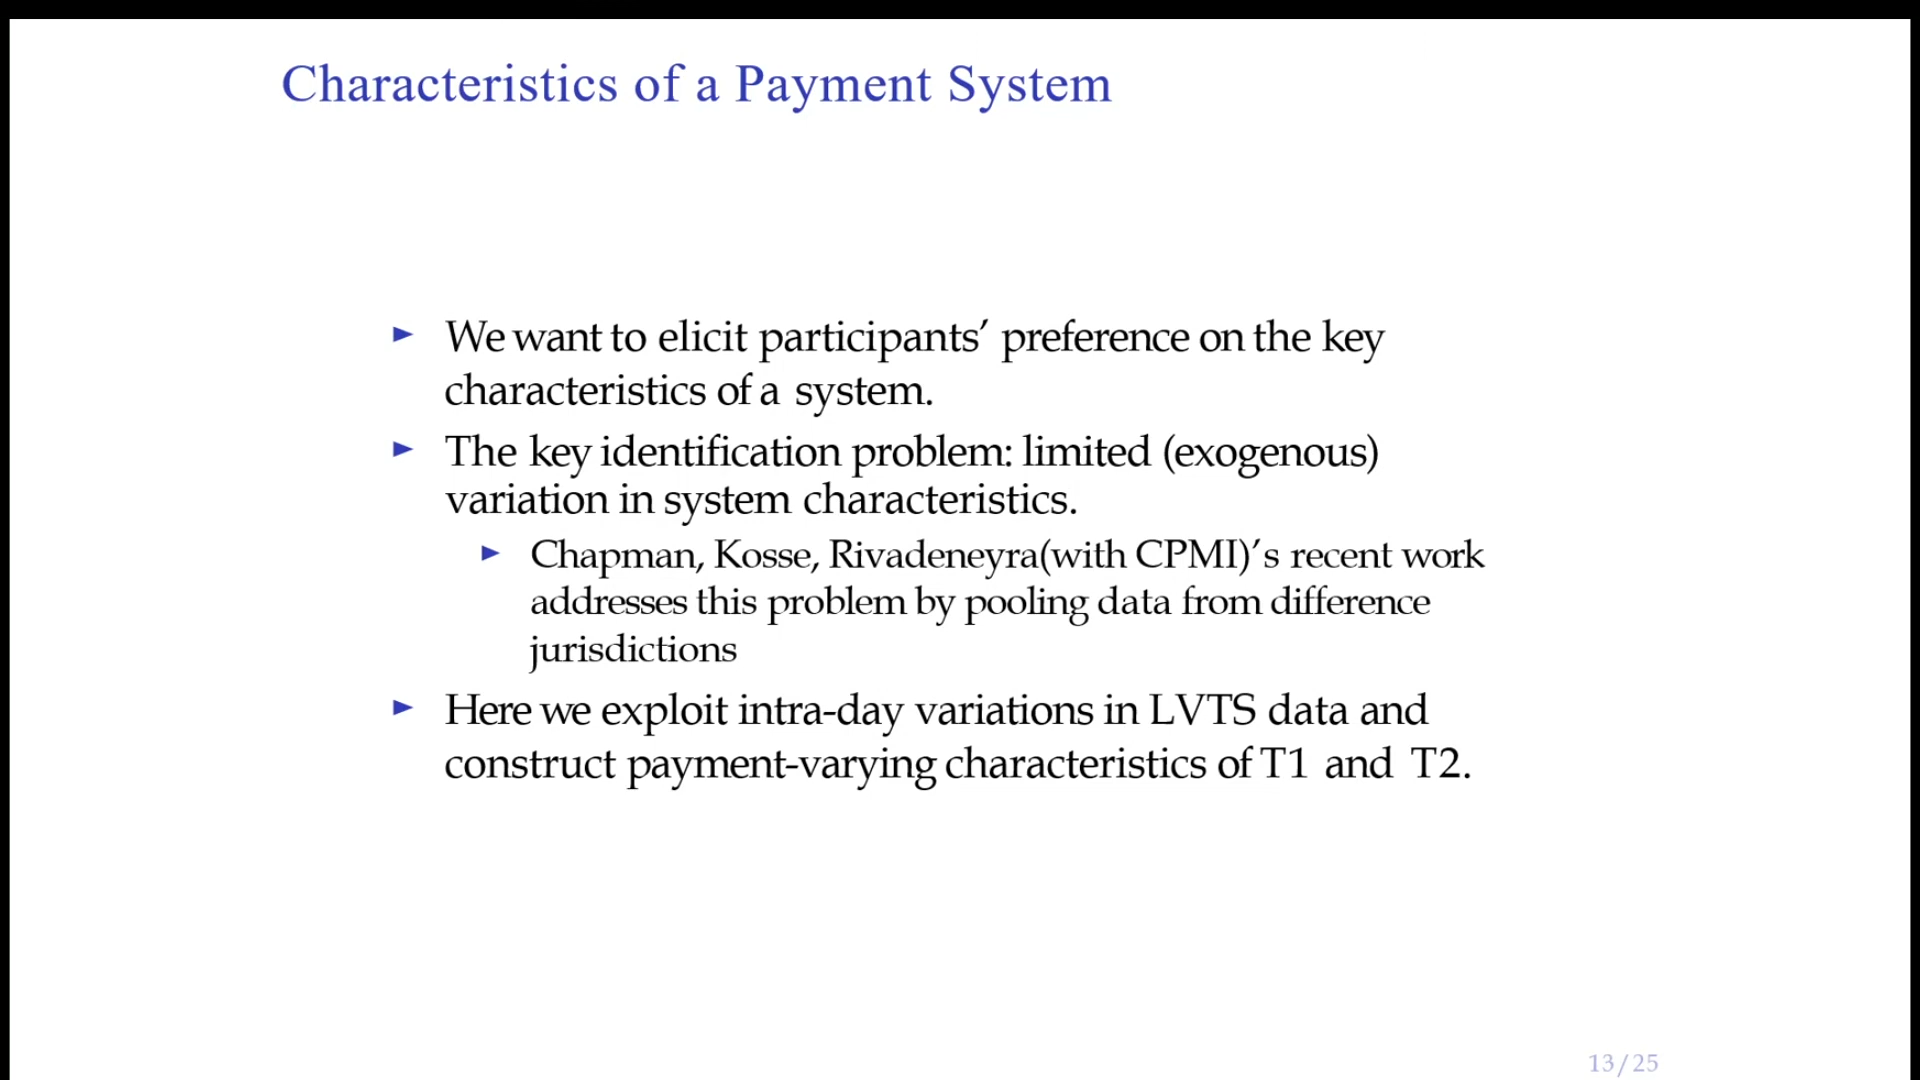 Characteristics of a Payment System
► We want to elicit participants’ preference on the key
characteristics of a system.
► The key identification problem: limited (exogenous)
variation in system characteristics.
► Chapman, Kosse, Rivadeneyra(with CPMI)’s recent work
addresses this problem by pooling data from difference
jurisdictions
► Here we exploit intra-day variations in LVTS data and
construct payment-varying characteristics of T1 and T2.
13/25